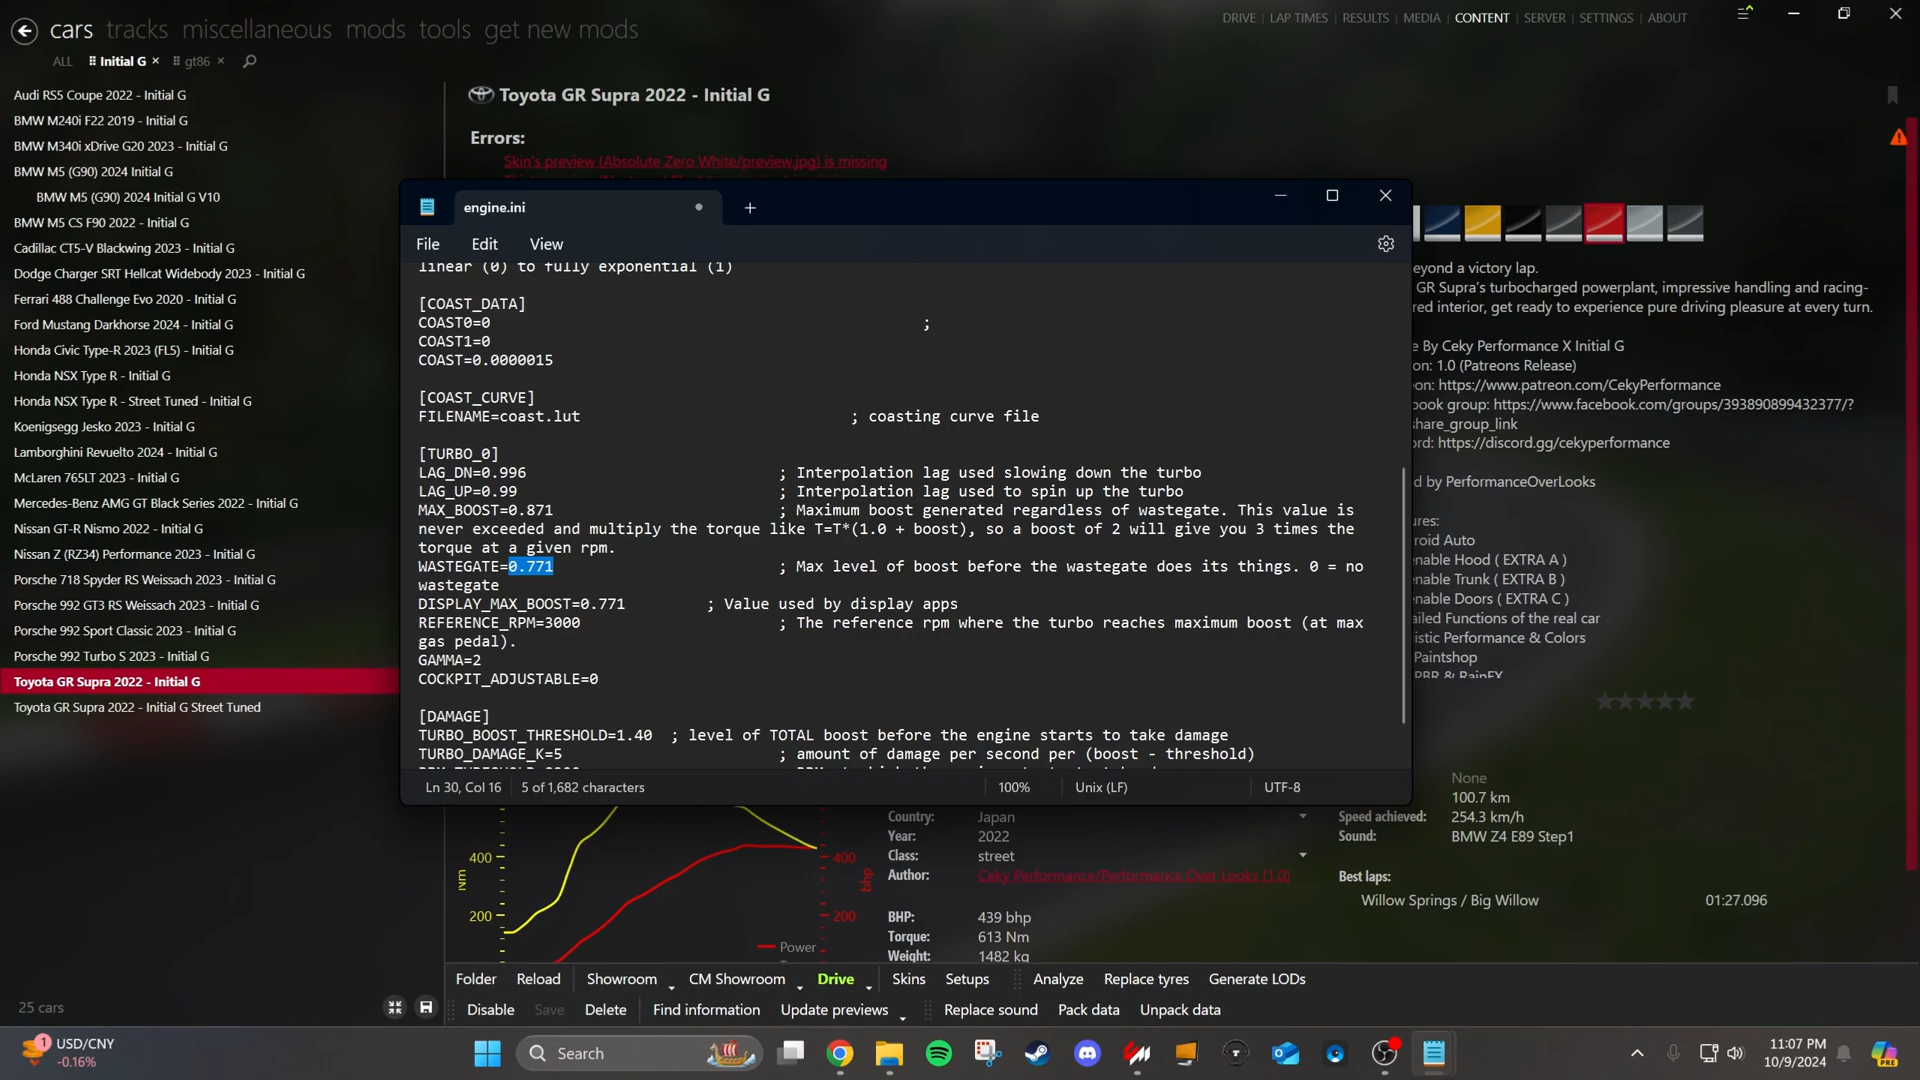 cars tracks miscellaneous mods tools get new mods
DRIVE | LAP TIMES | RESULTS | MEDIA | CONTENT | SERVER | SETTINGS | ABOUT
ALL Initial G × gt86 ×
Audi RS5 Coupe 2022 - Initial G
BMW M240i F22 2019 - Initial G
BMW M340i xDrive G20 2023 - Initial G
BMW M5 (G90) 2024 Initial G
BMW M5 (G90) 2024 Initial G V10
BMW M5 CS F90 2022 - Initial G
Cadillac CT5-V Blackwing 2023 - Initial G
Dodge Charger SRT Hellcat Widebody 2023 - Initial G
Ferrari 488 Challenge Evo 2020 - Initial G
Ford Mustang Darkhorse 2024 - Initial G
Honda Civic Type-R 2023 (FL5) - Initial G
Honda NSX Type R - Initial G
Honda NSX Type R - Street Tuned - Initial G
Koenigsegg Jesko 2023 - Initial G
Lamborghini Revuelto 2024 - Initial G
McLaren 765LT 2023 - Initial G
Mercedes-Benz AMG GT Black Series 2022 - Initial G
Nissan GT-R Nismo 2022 - Initial G
Nissan Z (RZ34) Performance 2023 - Initial G
Porsche 718 Spyder RS Weissach 2023 - Initial G
Porsche 992 GT3 RS Weissach 2023 - Initial G
Porsche 992 Sport Classic 2023 - Initial G
Porsche 992 Turbo S 2023 - Initial G
Toyota GR Supra 2022 - Initial G
Toyota GR Supra 2022 - Initial G Street Tuned
25 cars
Toyota GR Supra 2022 - Initial G
Errors:
Skin's preview (Absolute Zero White/preview.jpg) is missing
engine.ini
File Edit View
linear (0) to fully exponential (1)
[COAST_DATA]
COAST0=0 ;
COAST1=0
COAST=0.0000015
[COAST_CURVE]
FILENAME=coast.lut ; coasting curve file
[TURBO_0]
LAG_DN=0.996 ; Interpolation lag used slowing down the turbo
LAG_UP=0.99 ; Interpolation lag used to spin up the turbo
MAX_BOOST=0.871 ; Maximum boost generated regardless of wastegate. This value is
never exceeded and multiply the torque like T=T*(1.0 + boost), so a boost of 2 will give you 3 times the
torque at a given rpm.
WASTEGATE=0.771 ; Max level of boost before the wastegate does its things. 0 = no
wastegate
DISPLAY_MAX_BOOST=0.771 ; Value used by display apps
REFERENCE_RPM=3000 ; The reference rpm where the turbo reaches maximum boost (at max
gas pedal).
GAMMA=2
COCKPIT_ADJUSTABLE=0
[DAMAGE]
TURBO_BOOST_THRESHOLD=1.40 ; level of TOTAL boost before the engine starts to take damage
TURBO_DAMAGE_K=5 ; amount of damage per second per (boost - threshold)
Ln 30, Col 16 5 of 1,682 characters 100% Unix (LF) UTF-8
eyond a victory lap.
GR Supra's turbocharged powerplant, impressive handling and racing-
red interior, get ready to experience pure driving pleasure at every turn.
e By Ceky Performance X Initial G
on: 1.0 (Patreons Release)
eon: https://www.patreon.com/CekyPerformance
ook group: https://www.facebook.com/groups/393890899432377/?
share_group_link
ord: https://discord.gg/cekyperformance
d by PerformanceOverLooks
ures:
roid Auto
enable Hood ( EXTRA A )
enable Trunk ( EXTRA B )
enable Doors ( EXTRA C )
ailed Functions of the real car
listic Performance & Colors
Paintshop
PBR & RainFX
400
200
Nm
400
200
bhp
Power
Country: Japan
Year: 2022
Class: street
Author: Ceky Performance/Performance Over Looks (1.0)
BHP: 439 bhp
Torque: 613 Nm
Weight: 1482 kg
None
100.7 km
Speed achieved: 254.3 km/h
Sound: BMW Z4 E89 Step1
Best laps:
Willow Springs / Big Willow 01:27.096
Folder Reload Showroom CM Showroom Drive Skins Setups Analyze Replace tyres Generate LODs
Disable Save Delete Find information Update previews Replace sound Pack data Unpack data
1
USD/CNY
-0.16%
Search
11:07 PM
10/9/2024
PRE